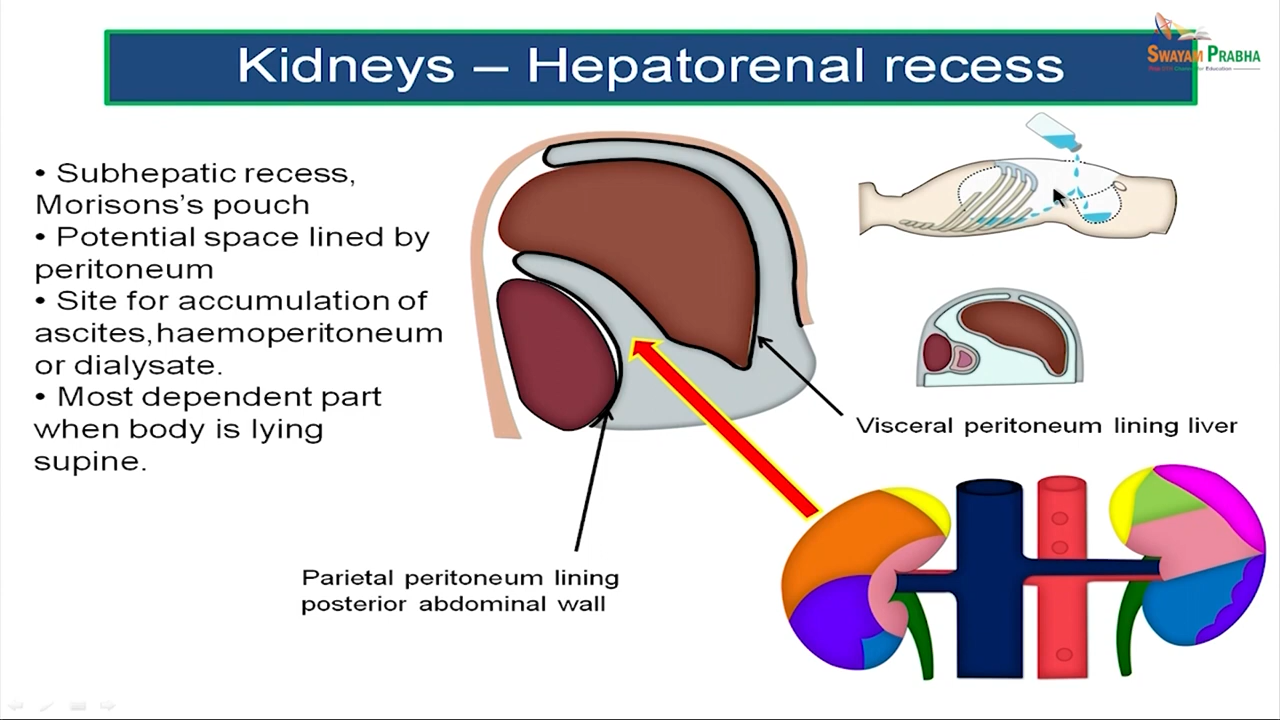 Kidneys – Hepatorenal recess
SWAYAM PRABHA
• Subhepatic recess,
Morisons's pouch
• Potential space lined by
peritoneum
• Site for accumulation of
ascites,haemoperitoneum
or dialysate.
• Most dependent part
when body is lying
supine.
Visceral peritoneum lining liver
Parietal peritoneum lining
posterior abdominal wall